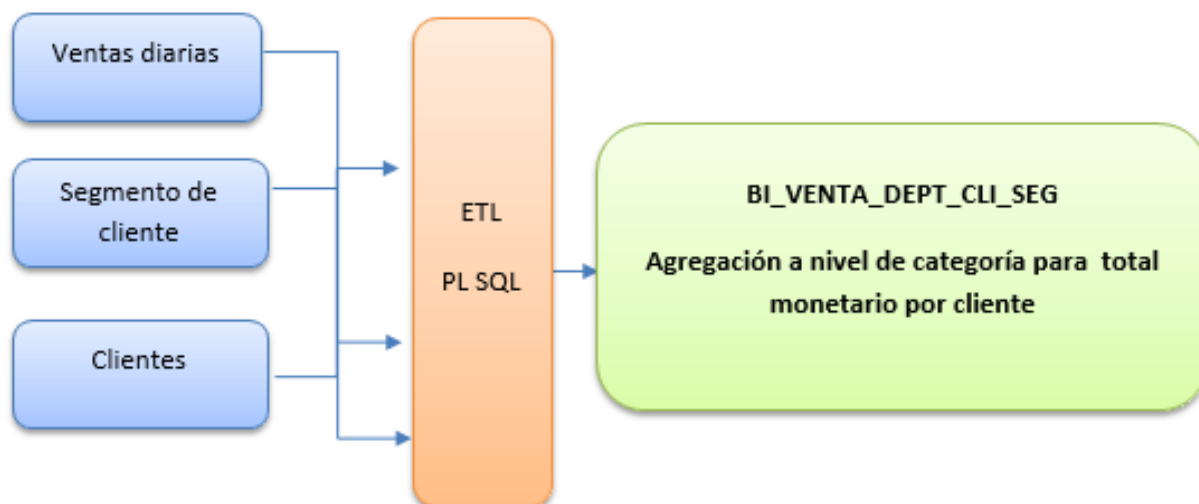 Ventas diarias
Segmento de
cliente
Clientes
ETL
PL SQL
BI_VENTA_DEPT_CLI_SEG
Agregación a nivel de categoría para total
monetario por cliente